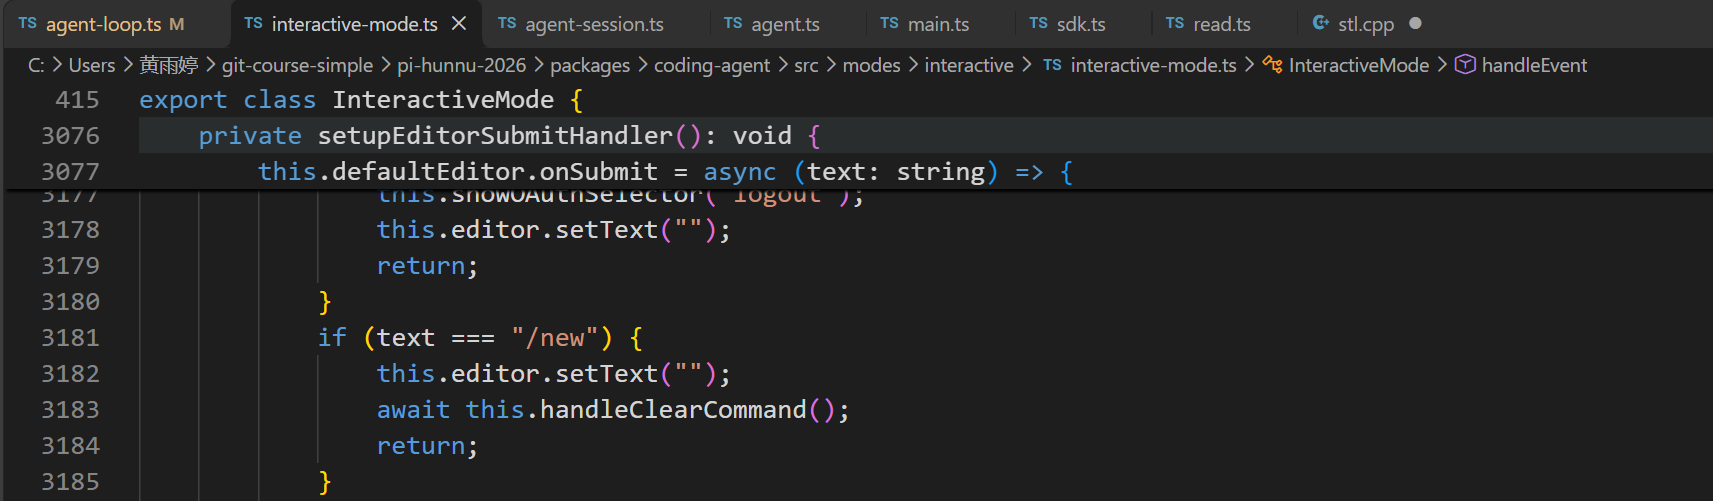 TS agent-loop.ts M TS interactive-mode.ts TS agent-session.ts TS agent.ts TS main.ts TS sdk.ts TS read.ts stl.cpp
C: > Users > 黄雨婷 > git-course-simple > pi-hunnu-2026 > packages > coding-agent > src > modes > interactive > TS interactive-mode.ts > InteractiveMode > handleEvent
415 export class InteractiveMode {
3076 private setupEditorSubmitHandler(): void {
3077 this.defaultEditor.onSubmit = async (text: string) => {
3177 this.showOAuthSelector("logout");
3178 this.editor.setText("");
3179 return;
3180 }
3181 if (text === "/new") {
3182 this.editor.setText("");
3183 await this.handleClearCommand();
3184 return;
3185 }